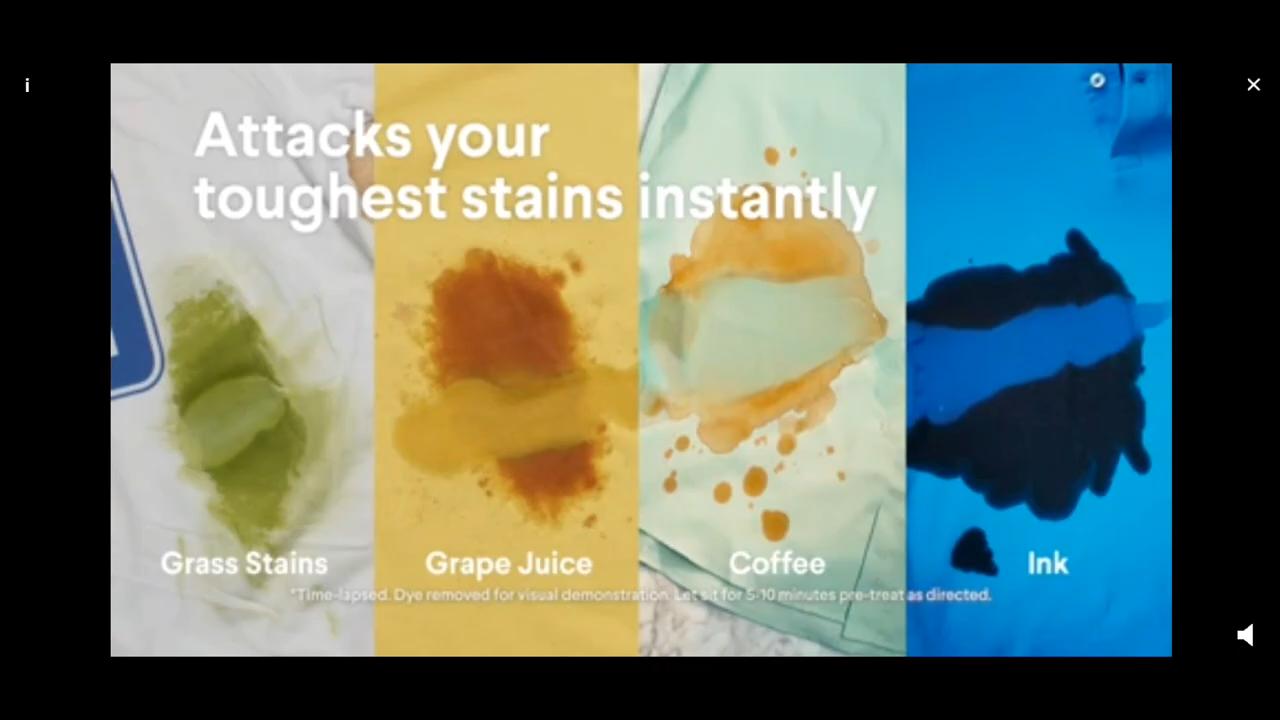 i
Attacks your
toughest stains instantly
Grass Stains
Grape Juice
Coffee
Ink
*Time-lapsed. Dye removed for visual demonstration. Let sit for 5-10 minutes pre-treat as directed.